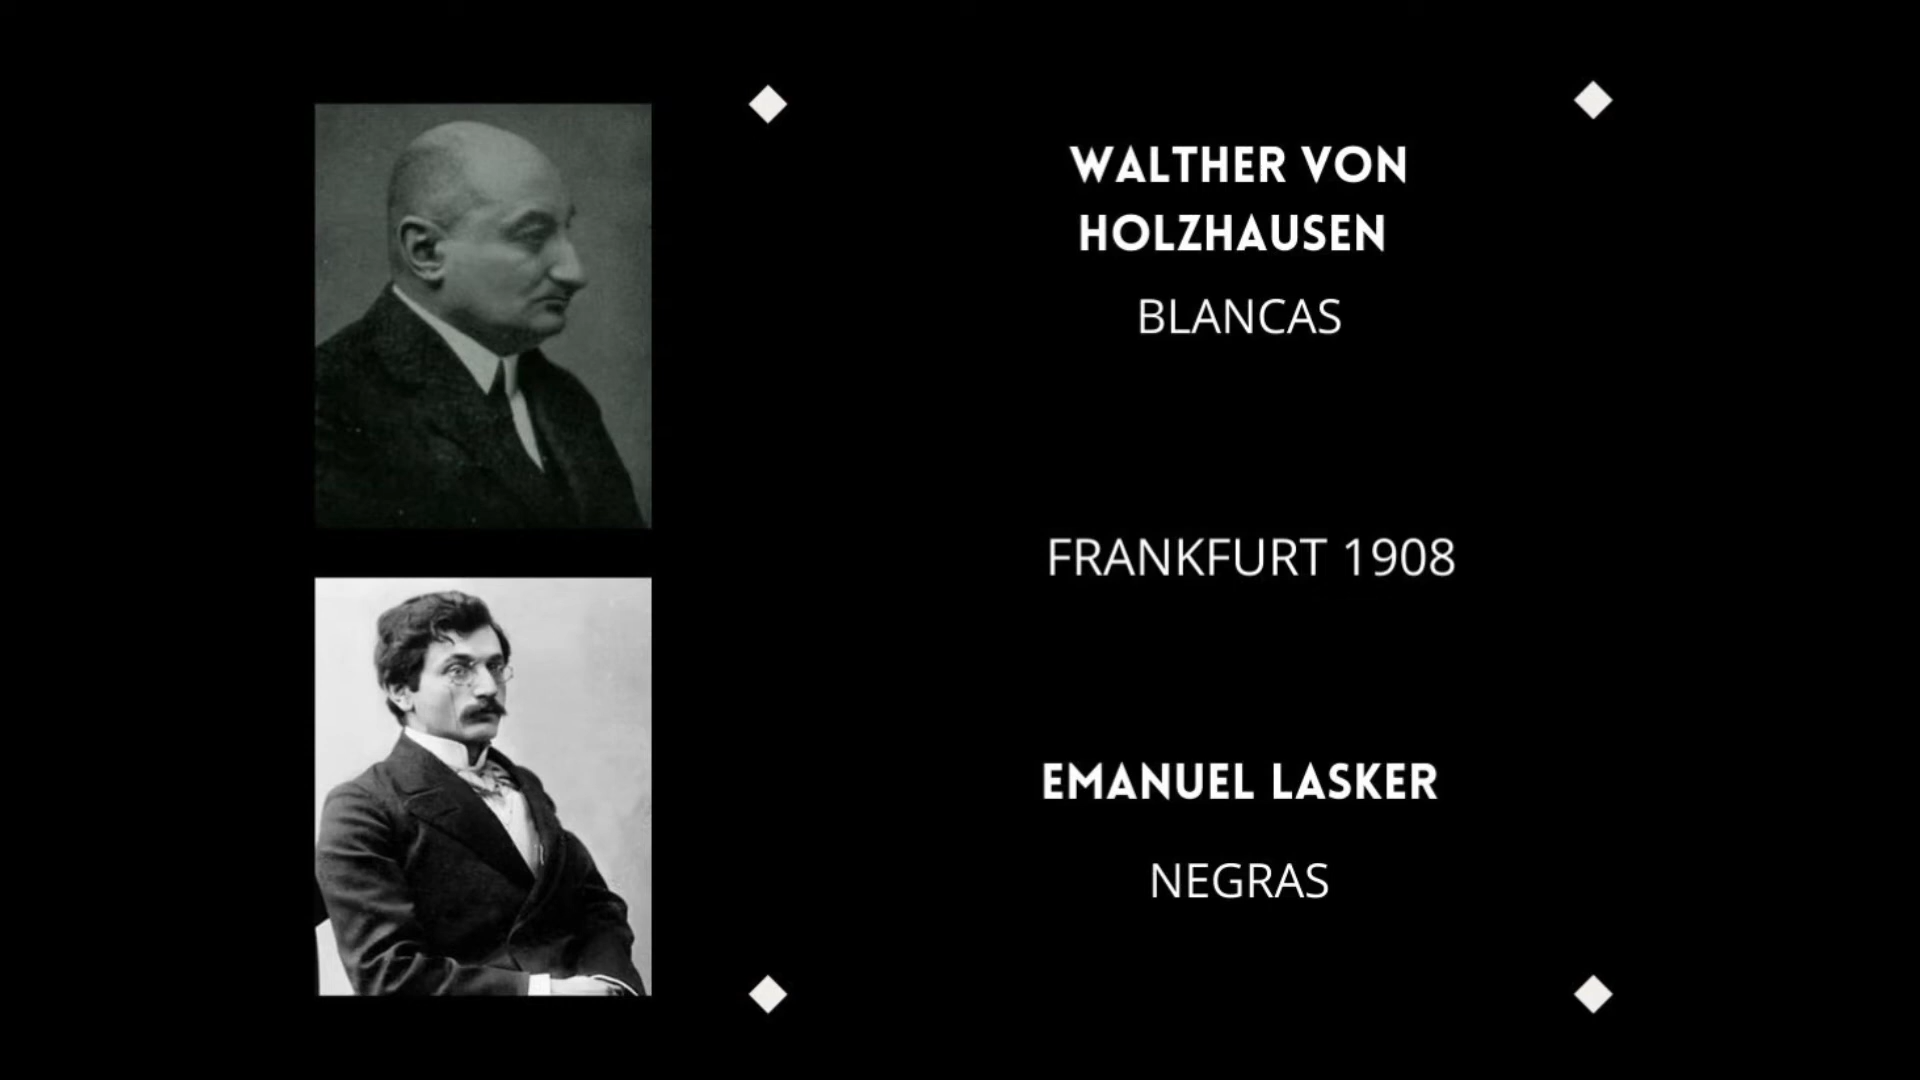 WALTHER VON
HOLZHAUSEN
BLANCAS
FRANKFURT 1908
EMANUEL LASKER
NEGRAS